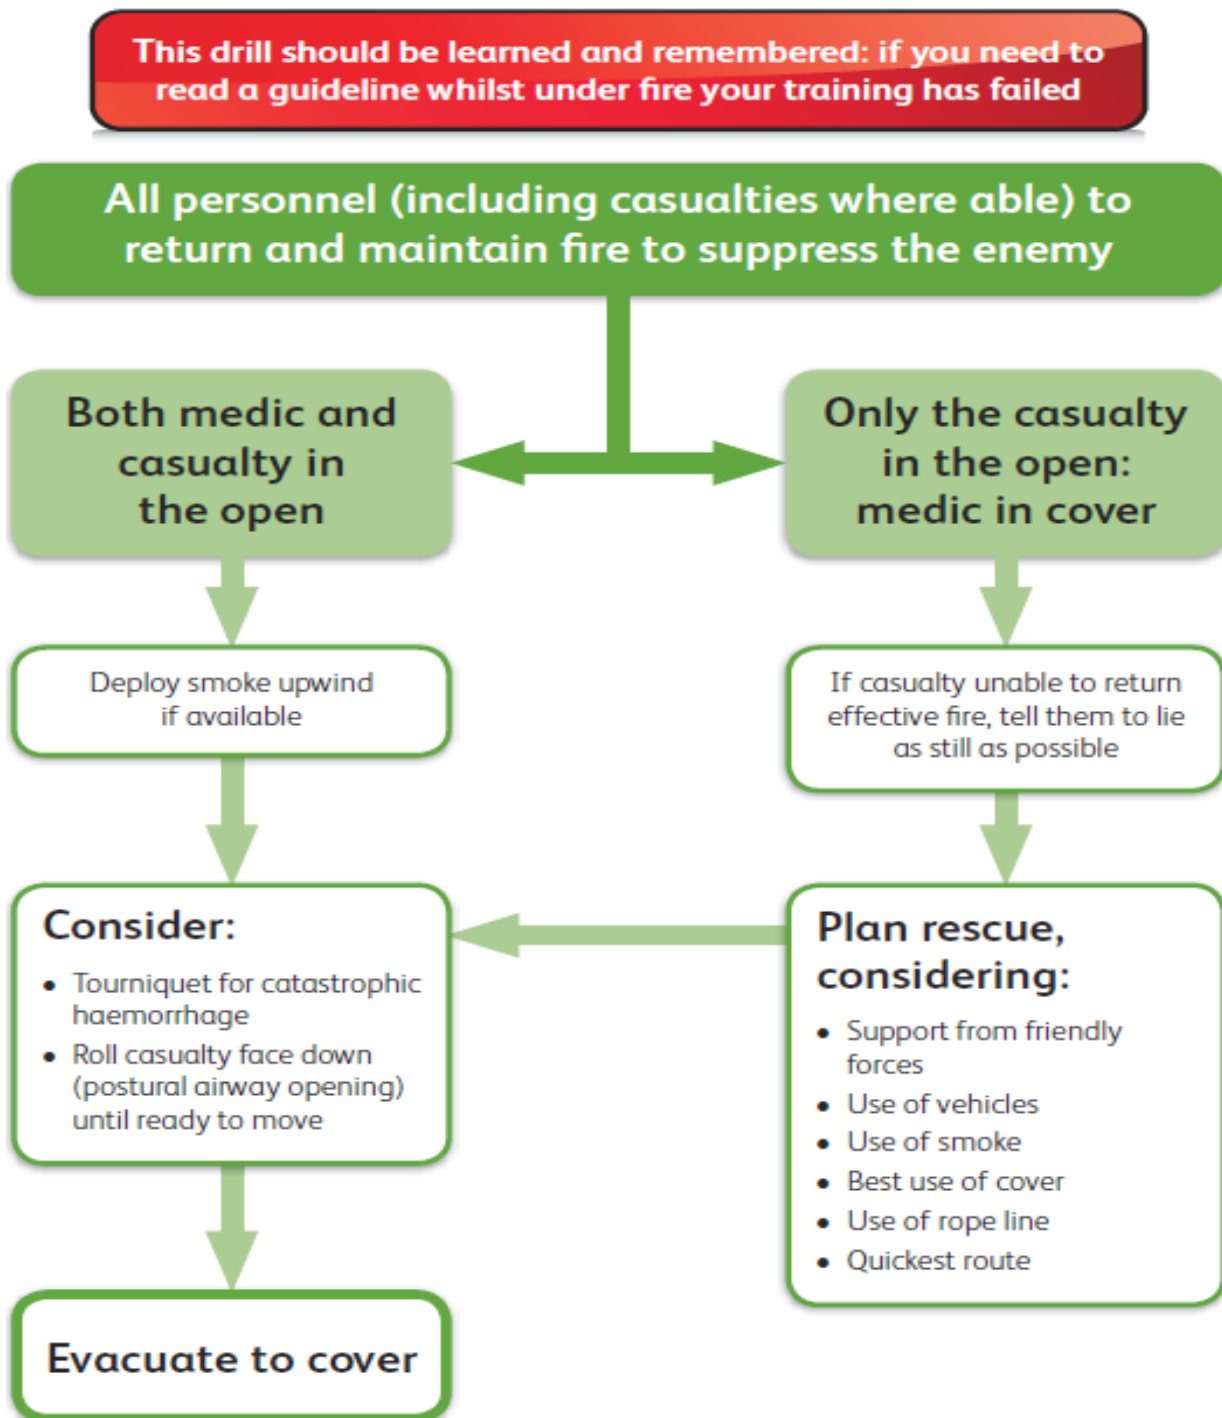 This drill should be learned and remembered: if you need to
read a guideline whilst under fire your training has failed
All personnel (including casualties where able) to
return and maintain fire to suppress the enemy
Both medic and
casualty in
the open
Only the casualty
in the open:
medic in cover
Deploy smoke upwind
if available
If casualty unable to return
effective fire, tell them to lie
as still as possible
Consider:
• Tourniquet for catastrophic
haemorrhage
• Roll casualty face down
(postural airway opening)
until ready to move
Plan rescue,
considering:
• Support from friendly
forces
• Use of vehicles
• Use of smoke
• Best use of cover
• Use of rope line
• Quickest route
Evacuate to cover